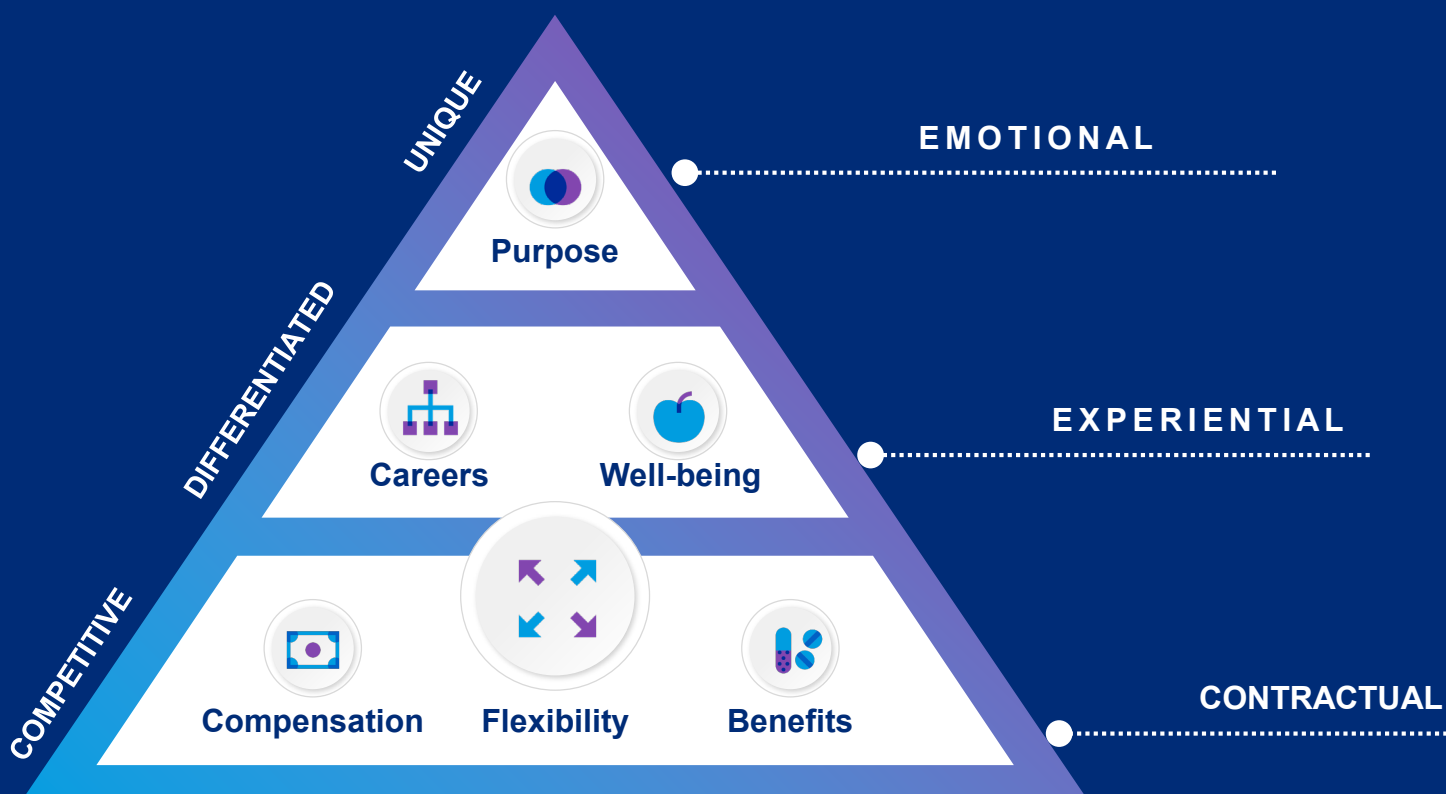 UNIQUE
EMOTIONAL
Purpose
DIFFERENTIATED
EXPERIENTIAL
Careers
Well-being
COMPETITIVE
CONTRACTUAL
Compensation
Flexibility
Benefits